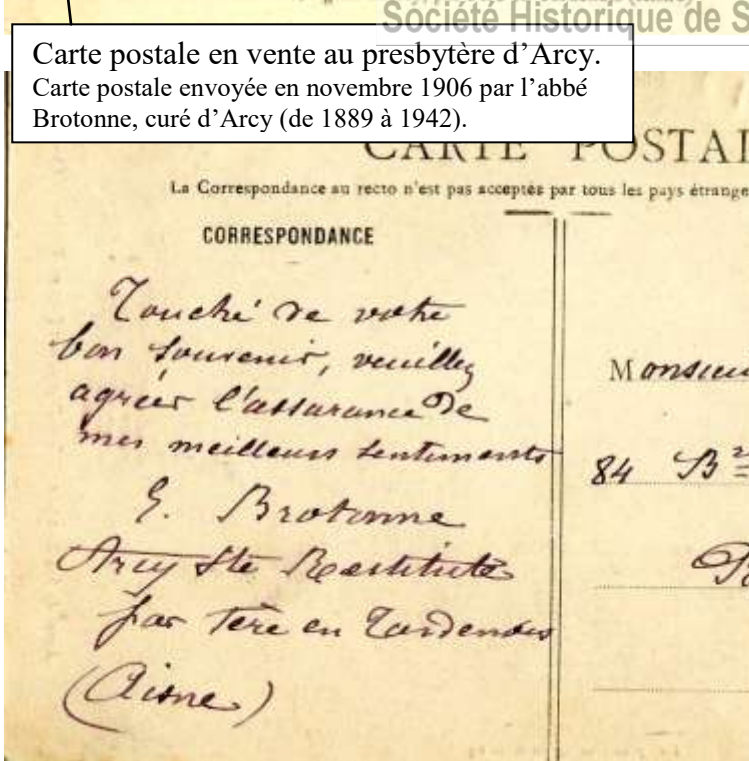 Société Historique de S
Carte postale en vente au presbytère d’Arcy.
Carte postale envoyée en novembre 1906 par l’abbé
Brotonne, curé d’Arcy (de 1889 à 1942).
CARTE POSTAL
La Correspondance au recto n'est pas acceptée par tous les pays étrange
CORRESPONDANCE
Touché de votre
bon souvenir, veuillez
agréer l'assurance de
mes meilleurs sentiments
E. Brotonne
Arcy Ste Restitute
par Fère en Tardenois
(Aisne)
Monsieu
84 B